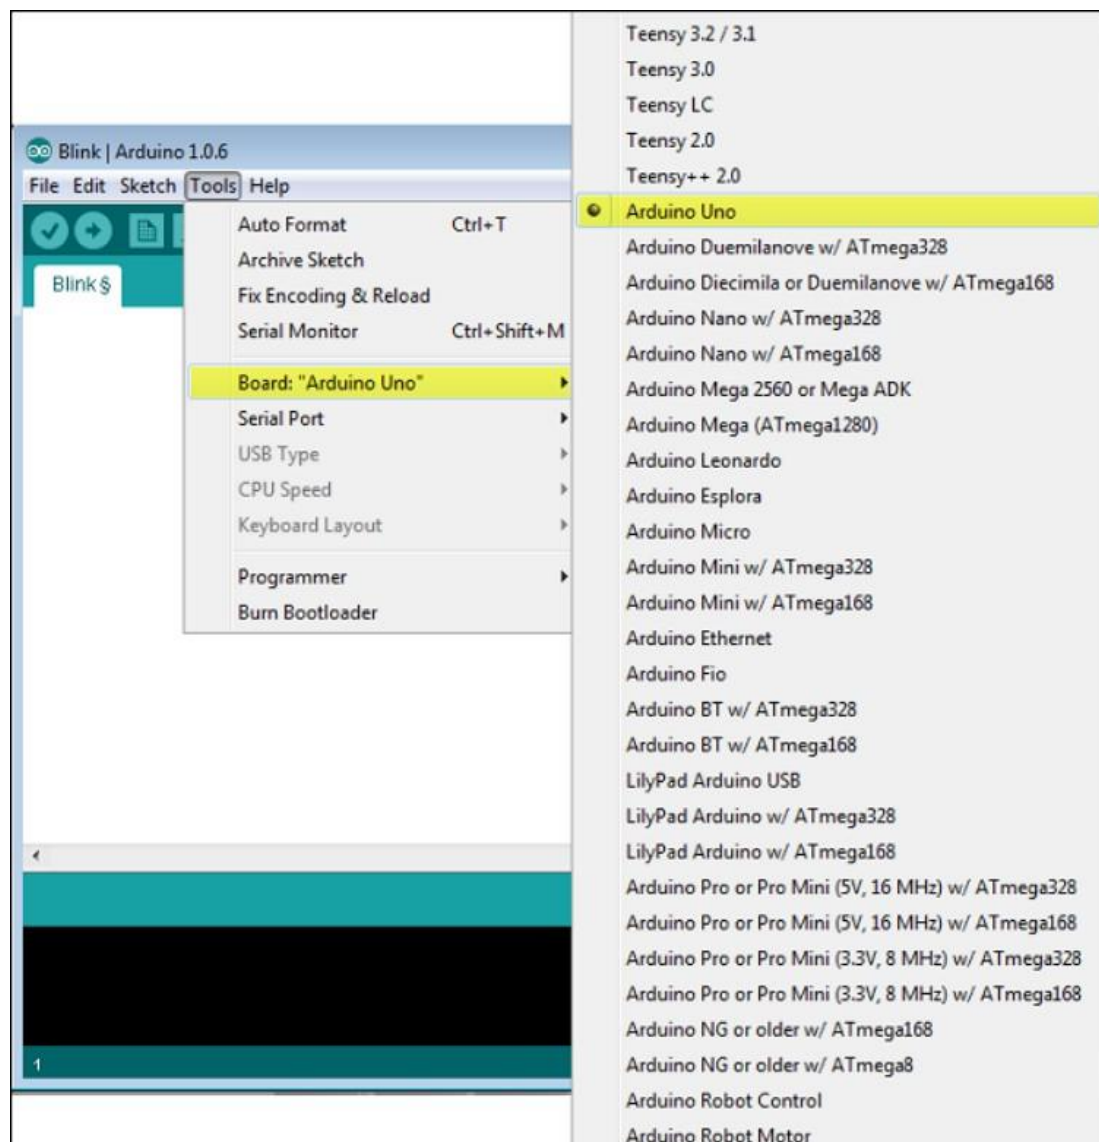 Blink | Arduino 1.0.6
File Edit Sketch Tools Help
Blink §
Auto Format Ctrl+T
Archive Sketch
Fix Encoding & Reload
Serial Monitor Ctrl+Shift+M
Board: "Arduino Uno"
Serial Port
USB Type
CPU Speed
Keyboard Layout
Programmer
Burn Bootloader
1
Teensy 3.2 / 3.1
Teensy 3.0
Teensy LC
Teensy 2.0
Teensy++ 2.0
Arduino Uno
Arduino Duemilanove w/ ATmega328
Arduino Diecimila or Duemilanove w/ ATmega168
Arduino Nano w/ ATmega328
Arduino Nano w/ ATmega168
Arduino Mega 2560 or Mega ADK
Arduino Mega (ATmega1280)
Arduino Leonardo
Arduino Esplora
Arduino Micro
Arduino Mini w/ ATmega328
Arduino Mini w/ ATmega168
Arduino Ethernet
Arduino Fio
Arduino BT w/ ATmega328
Arduino BT w/ ATmega168
LilyPad Arduino USB
LilyPad Arduino w/ ATmega328
LilyPad Arduino w/ ATmega168
Arduino Pro or Pro Mini (5V, 16 MHz) w/ ATmega328
Arduino Pro or Pro Mini (5V, 16 MHz) w/ ATmega168
Arduino Pro or Pro Mini (3.3V, 8 MHz) w/ ATmega328
Arduino Pro or Pro Mini (3.3V, 8 MHz) w/ ATmega168
Arduino NG or older w/ ATmega168
Arduino NG or older w/ ATmega8
Arduino Robot Control
Arduino Robot Motor